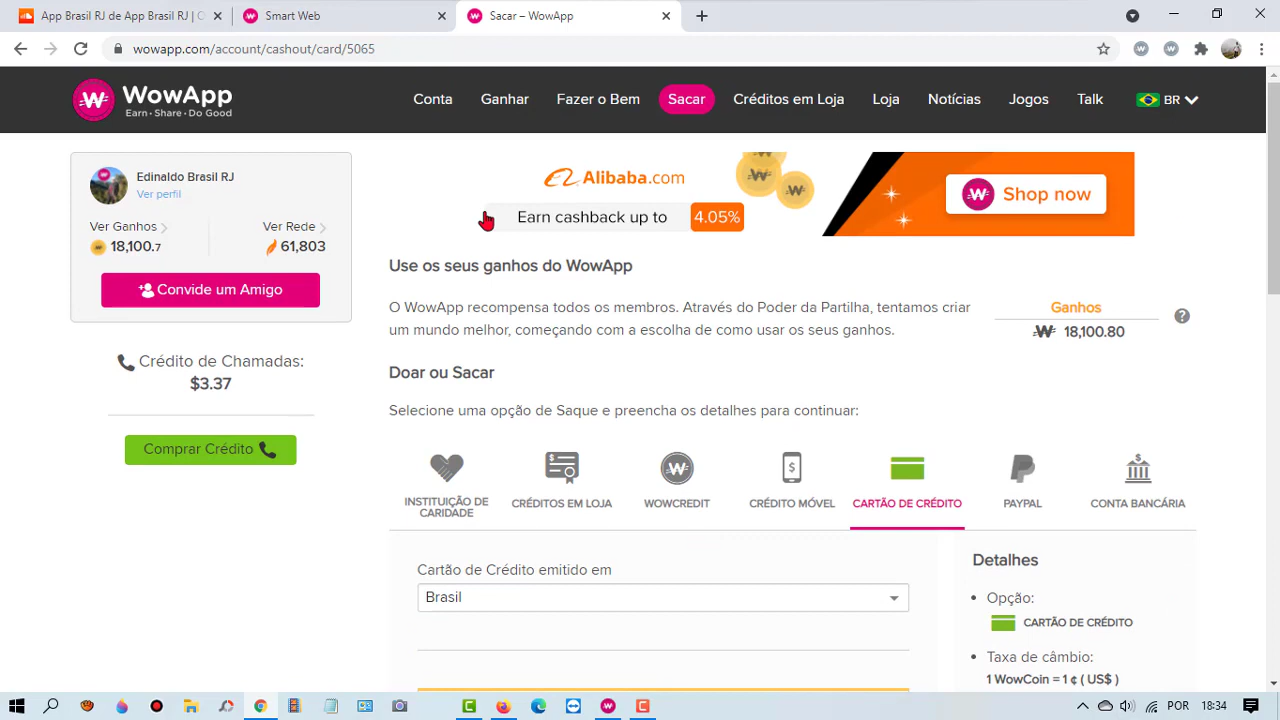 App Brasil RJ de App Brasil RJ | 
Smart Web
Sacar – WowApp
wowapp.com/account/cashout/card/5065
WowApp
Earn • Share • Do Good
Conta
Ganhar
Fazer o Bem
Sacar
Créditos em Loja
Loja
Notícias
Jogos
Talk
BR
Edinaldo Brasil RJ
Ver perfil
Ver Ganhos
18,100.7
Ver Rede
61,803
Convide um Amigo
Crédito de Chamadas:
$3.37
Comprar Crédito
Alibaba.com
Earn cashback up to 4.05%
Shop now
Use os seus ganhos do WowApp
O WowApp recompensa todos os membros. Através do Poder da Partilha, tentamos criar
um mundo melhor, começando com a escolha de como usar os seus ganhos.
Ganhos
18,100.80
?
Doar ou Sacar
Selecione uma opção de Saque e preencha os detalhes para continuar:
INSTITUIÇÃO DE
CARIDADE
CRÉDITOS EM LOJA
WOWCREDIT
CRÉDITO MÓVEL
CARTÃO DE CRÉDITO
PAYPAL
CONTA BANCÁRIA
Cartão de Crédito emitido em
Brasil
Detalhes
Opção:
CARTÃO DE CRÉDITO
Taxa de câmbio:
1 WowCoin = 1 ¢ ( US$ )
POR
18:34